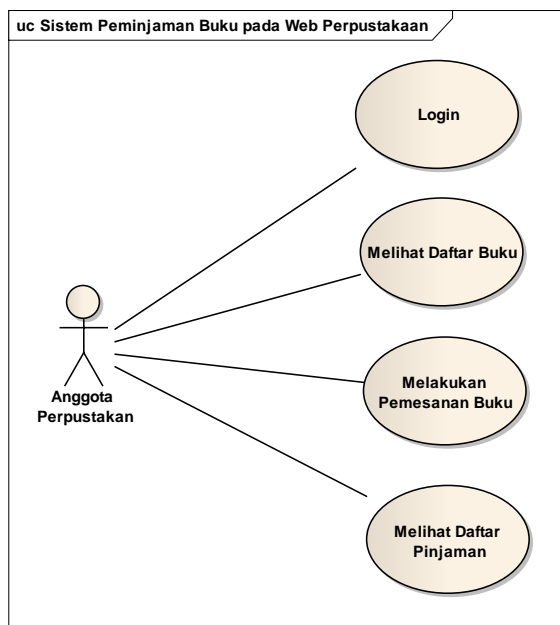 uc Sistem Peminjaman Buku pada Web Perpustakaan
Login
Melihat Daftar Buku
Anggota
Perpustakan
Melakukan
Pemesanan Buku
Melihat Daftar
Pinjaman